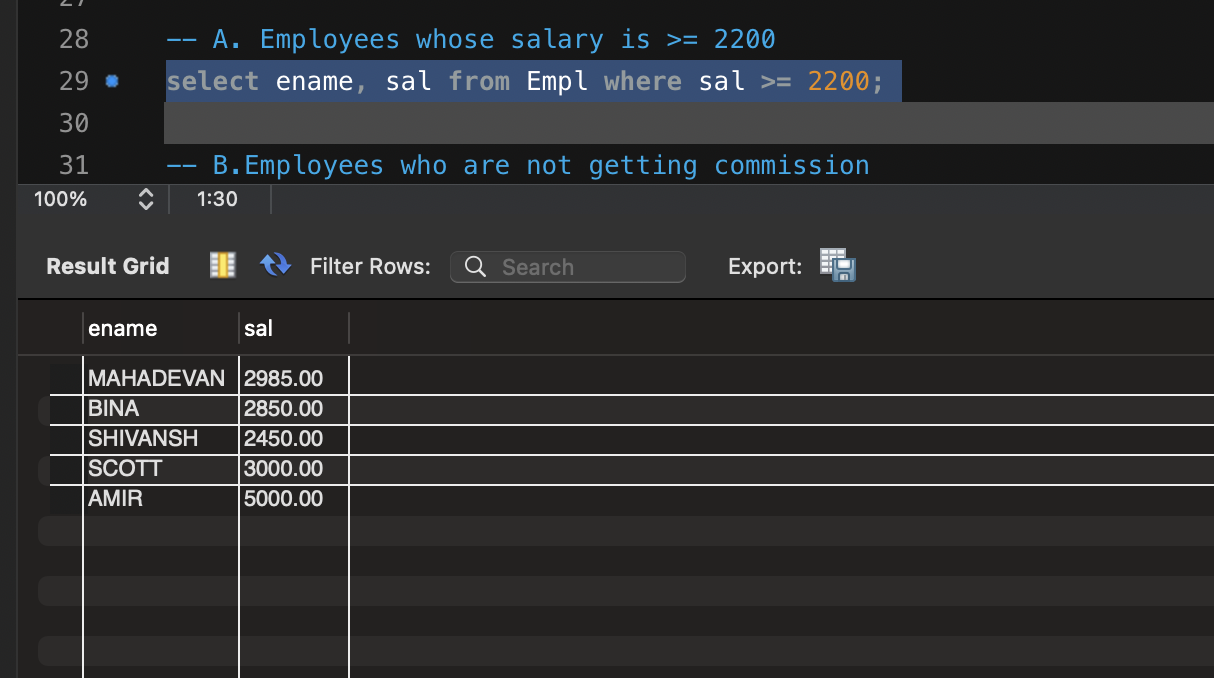 27
28 -- A. Employees whose salary is >= 2200
29 select ename, sal from Empl where sal >= 2200;
30
31 -- B.Employees who are not getting commission
100% 1:30
Result Grid Filter Rows: Search Export:
ename sal
MAHADEVAN 2985.00
BINA 2850.00
SHIVANSH 2450.00
SCOTT 3000.00
AMIR 5000.00